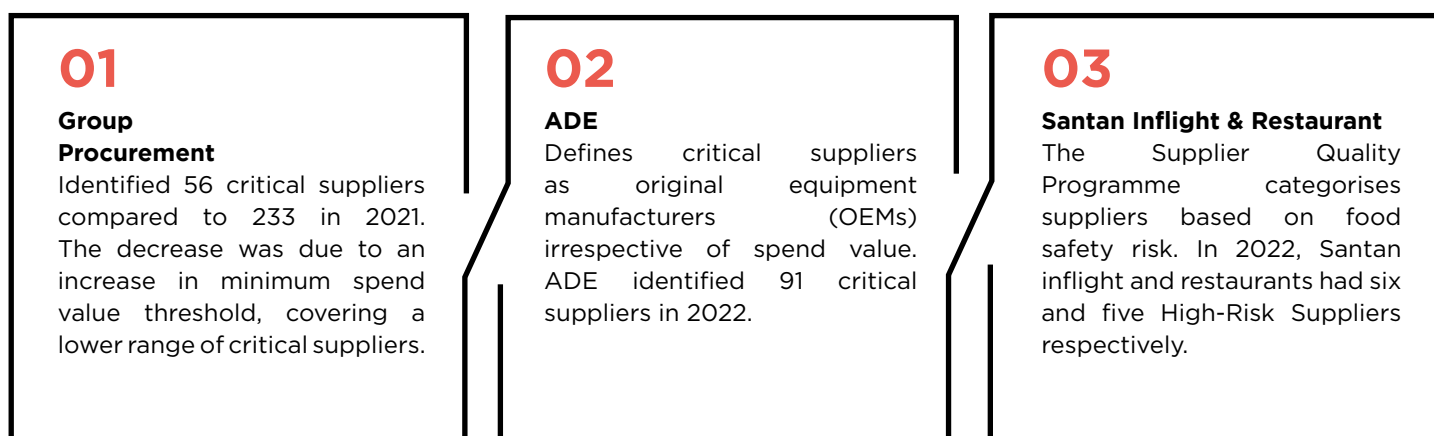 01
Group
Procurement
Identified 56 critical suppliers
compared to 233 in 2021.
The decrease was due to an
increase in minimum spend
value threshold, covering a
lower range of critical suppliers.
02
ADE
Defines critical suppliers
as original equipment
manufacturers (OEMs)
irrespective of spend value.
ADE identified 91 critical
suppliers in 2022.
03
Santan Inflight & Restaurant
The Supplier Quality
Programme categorises
suppliers based on food
safety risk. In 2022, Santan
inflight and restaurants had six
and five High-Risk Suppliers
respectively.